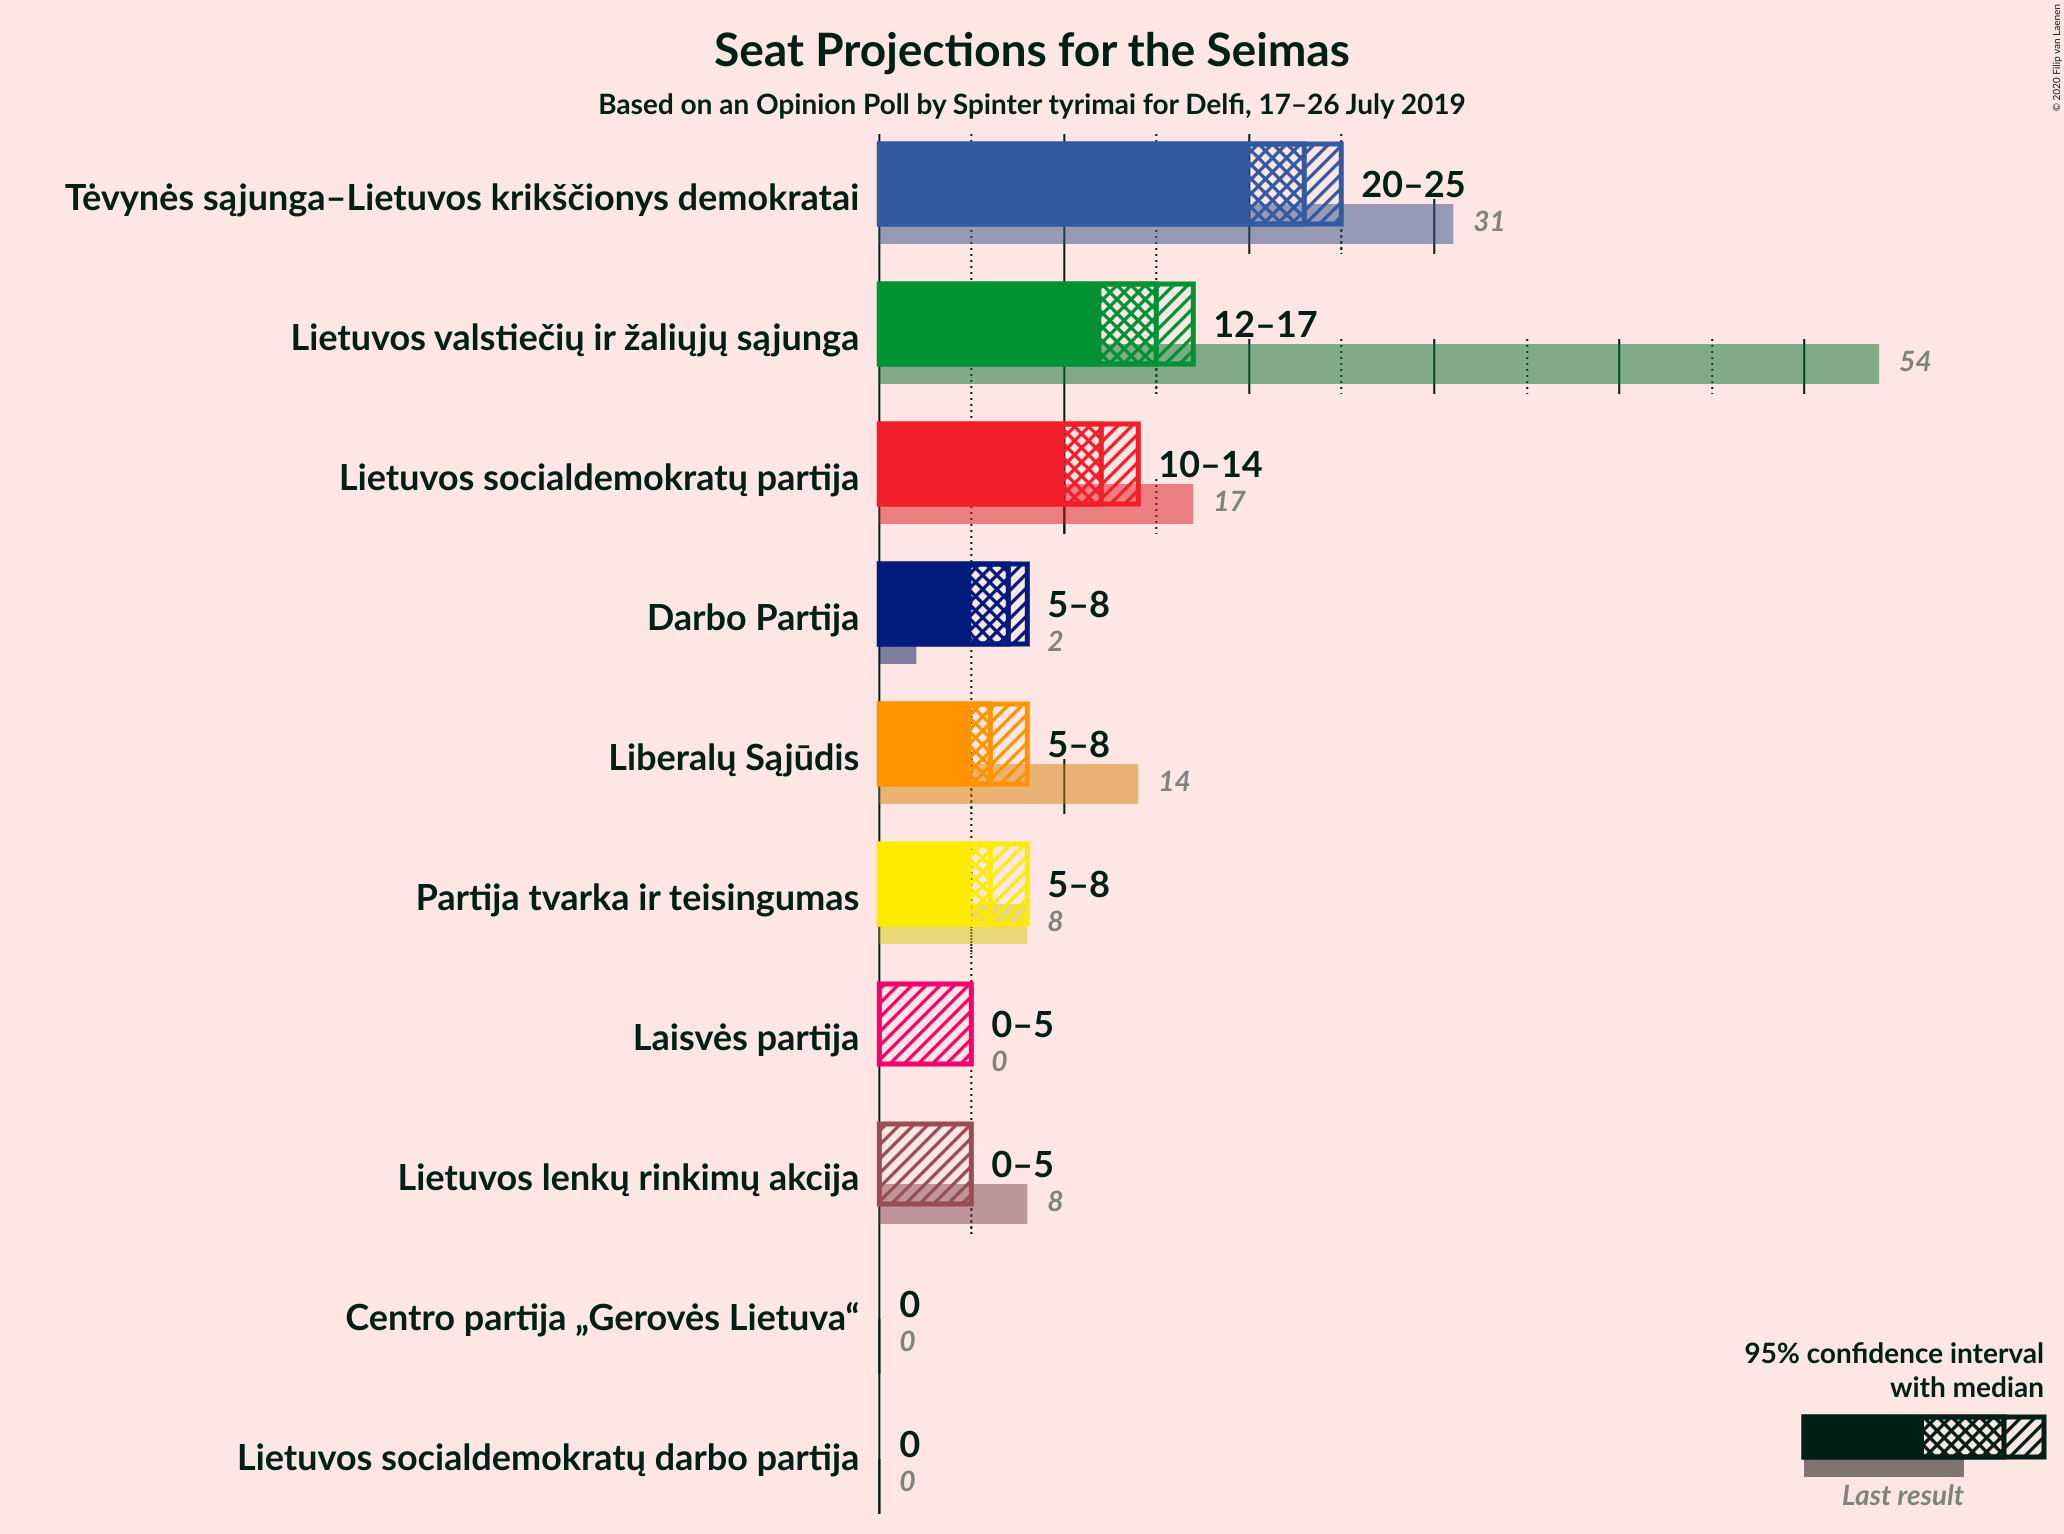 Seat Projections for the Seimas
Based on an Opinion Poll by Spinter tyrimai for Delfi, 17–26 July 2019
© 2020 Filip van Laenen
Tėvynės sąjunga–Lietuvos krikščionys demokratai
20–25
31
Lietuvos valstiečių ir žaliųjų sąjunga
12–17
54
Lietuvos socialdemokratų partija
10–14
17
Darbo Partija
5–8
2
Liberalų Sąjūdis
5–8
14
Partija tvarka ir teisingumas
5–8
8
Laisvės partija
0–5
0
Lietuvos lenkų rinkimų akcija
0–5
8
Centro partija „Gerovės Lietuva“
0
0
Lietuvos socialdemokratų darbo partija
0
0
95% confidence interval
with median
Last result